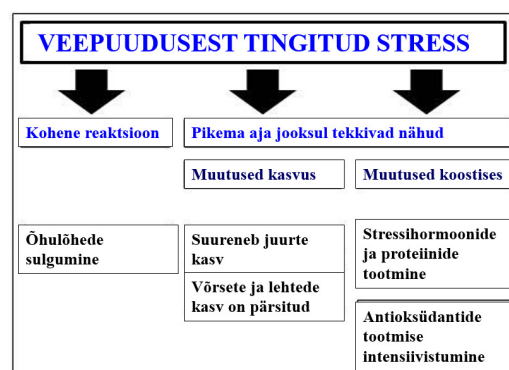 VEEPUUDUSEST TINGITUD STRESS
Kohene reaktsioon
Pikema aja jooksul tekkivad nähud
Muutused kasvus
Muutused koostises
Õhulõhede
sulgumine
Suureneb juurte
kasv
Võrsete ja lehtede
kasv on pärsitud
Stressihormoonide
ja proteiinide
tootmine
Antioksüdantide
tootmise
intensiivistumine